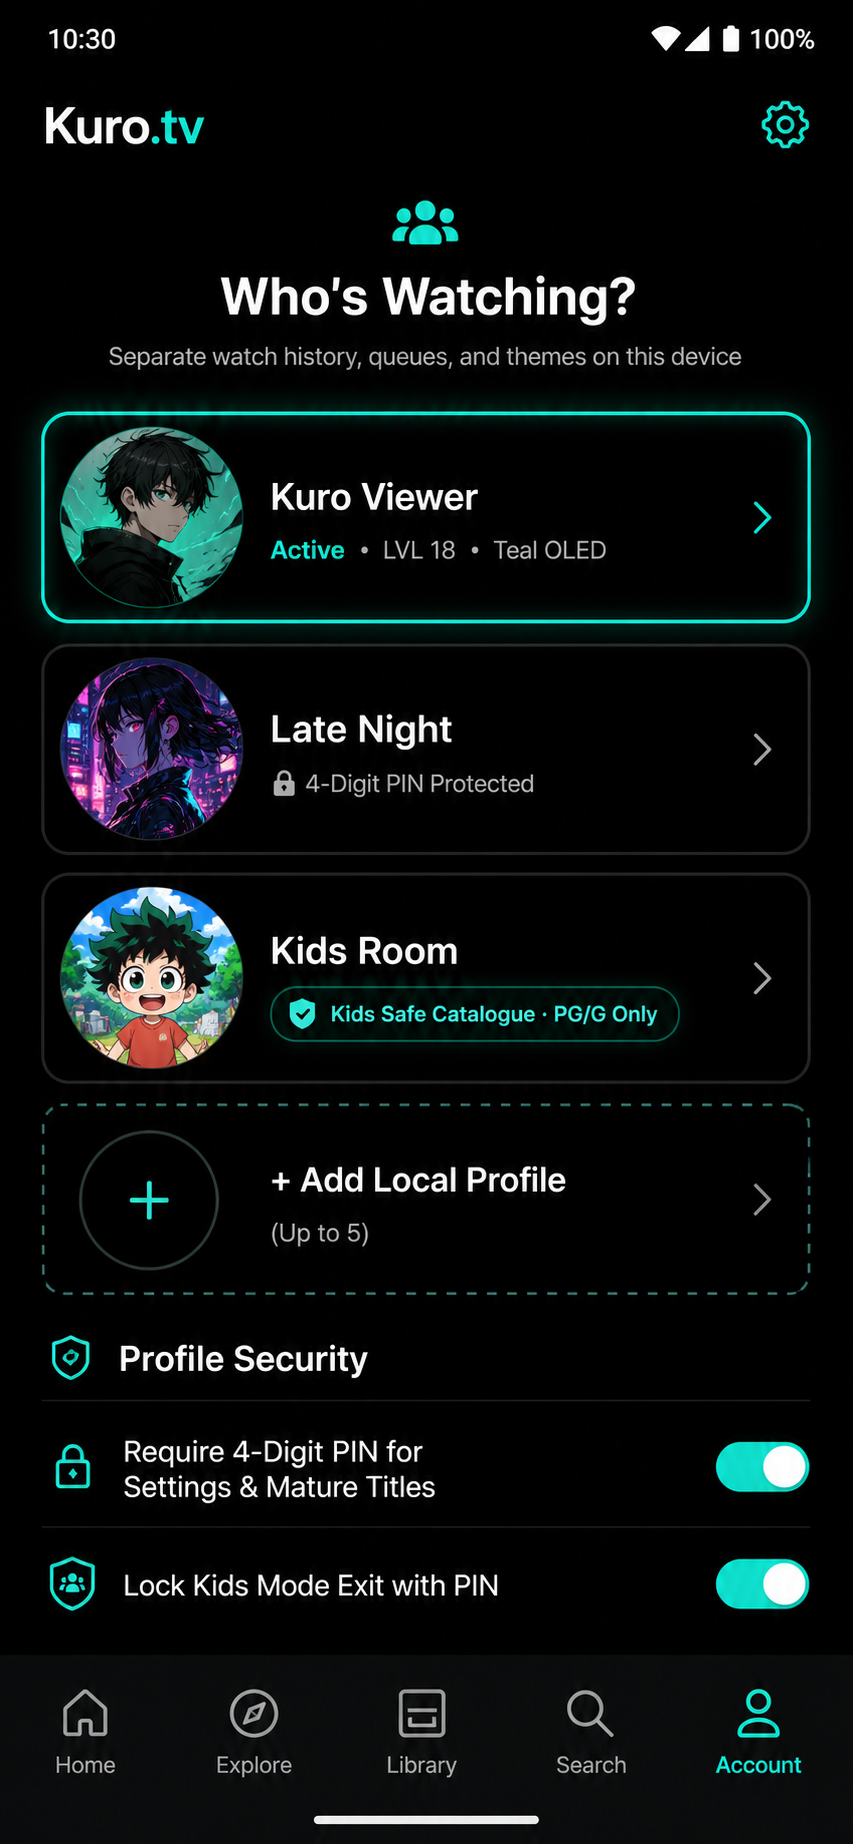 10:30
100%
Kuro.tv
Who's Watching?
Separate watch history, queues, and themes on this device
Kuro Viewer
Active • LVL 18 • Teal OLED
Late Night
4-Digit PIN Protected
Kids Room
Kids Safe Catalogue · PG/G Only
+ Add Local Profile
(Up to 5)
Profile Security
Require 4-Digit PIN for
Settings & Mature Titles
Lock Kids Mode Exit with PIN
Home
Explore
Library
Search
Account